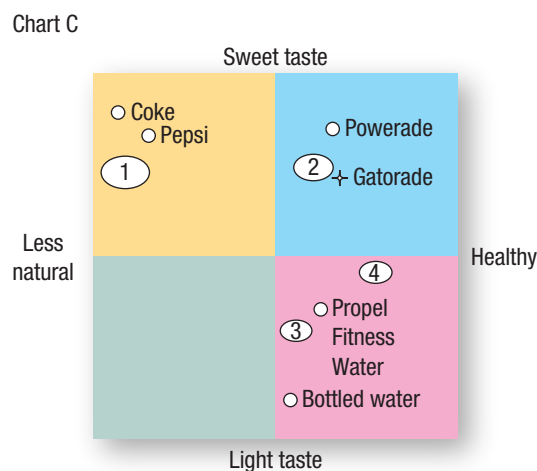 Chart C
Sweet taste
Coke
Pepsi
1
Powerade
2
Gatorade
Less
natural
Healthy
4
3
Propel
Fitness
Water
Bottled water
Light taste